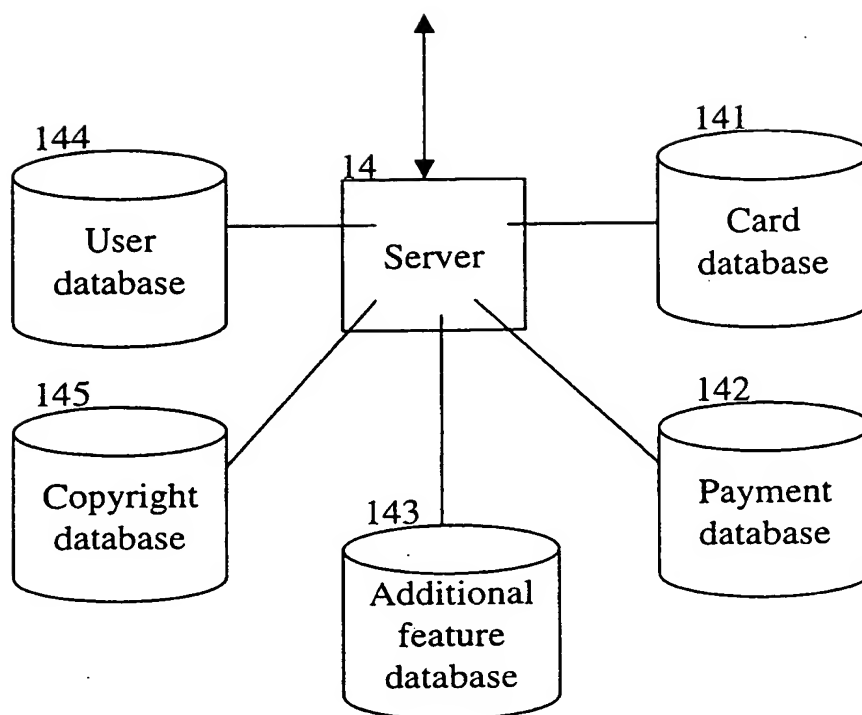 144
User
database
14
Server
141
Card
database
145
Copyright
database
143
Additional
feature
database
142
Payment
database